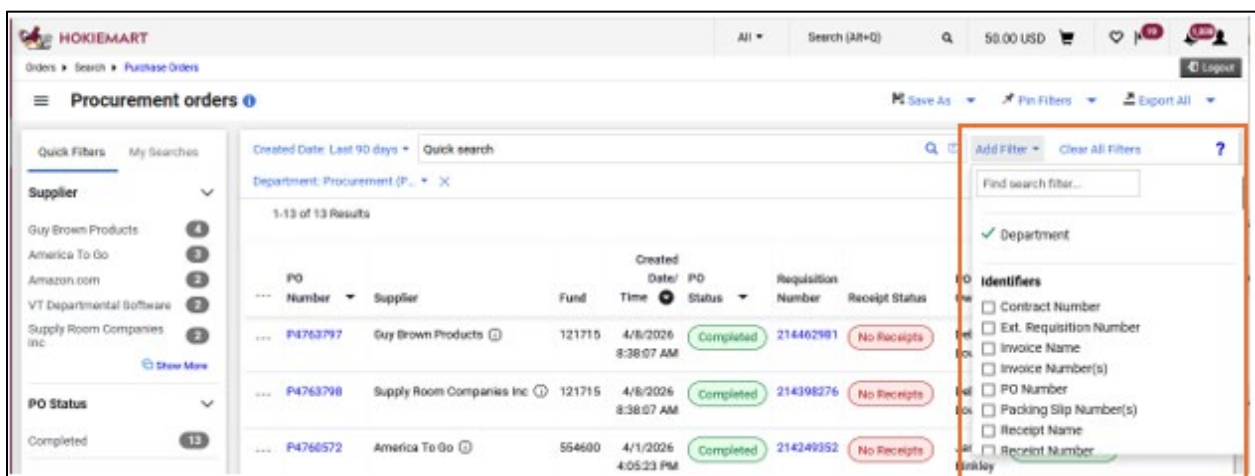 HOKIEMART
All
Search (Alt+Q)
50.00 USD
Orders Search Purchase Orders
Logout
Procurement orders
Save As
Pin Filters
Export All
Quick Filters My Searches
Created Date: Last 90 days Quick search
Add Filter Clear All Filters ?
Department: Procurement (P...
Find search filter...
Supplier
1-13 of 13 Results
Guy Brown Products 4
America To Go 3
Amazon.com 2
VT Departmental Software 2
Supply Room Companies Inc 2
Show More
PO Status
Completed 13
Department
Identifiers
Contract Number
Ext. Requisition Number
Invoice Name
Invoice Number(s)
PO Number
Packing Slip Number(s)
Receipt Name
Receipt Number
PO Number Supplier Fund Created Date/Time PO Status Requisition Number Receipt Status
P4763797 Guy Brown Products 121715 4/8/2026 8:38:07 AM Completed 214462981 No Receipts
P4763798 Supply Room Companies Inc 121715 4/8/2026 8:38:07 AM Completed 214398276 No Receipts
P4760572 America To Go 554600 4/1/2026 4:05:23 PM Completed 214249352 No Receipts